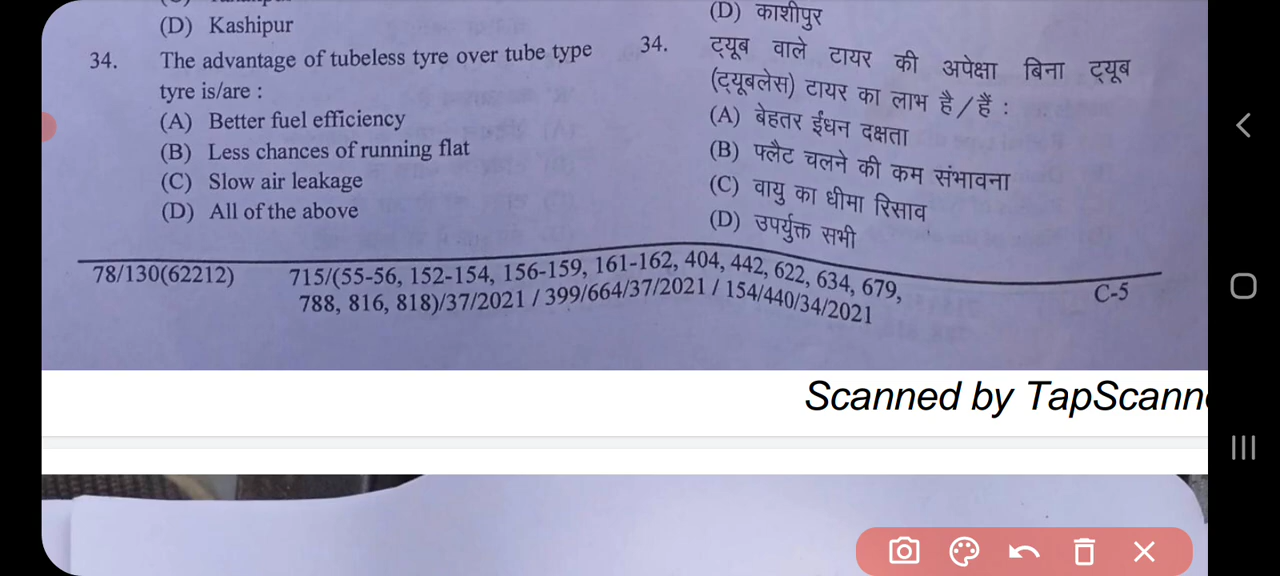 (D) Kashipur
34. The advantage of tubeless tyre over tube type
tyre is/are :
(A) Better fuel efficiency
(B) Less chances of running flat
(C) Slow air leakage
(D) All of the above
(D) काशीपुर
34. ट्यूब वाले टायर की अपेक्षा बिना ट्यूब
(ट्यूबलेस) टायर का लाभ है / हैं :
(A) बेहतर ईंधन दक्षता
(B) फ्लैट चलने की कम संभावना
(C) वायु का धीमा रिसाव
(D) उपर्युक्त सभी
78/130(62212) 715/(55-56, 152-154, 156-159, 161-162, 404, 442, 622, 634, 679,
788, 816, 818)/37/2021 / 399/664/37/2021 / 154/440/34/2021
C-5
Scanned by TapScann